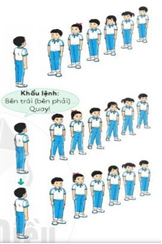 Khẩu lệnh:
Bên trái (bên phải)
Quay!